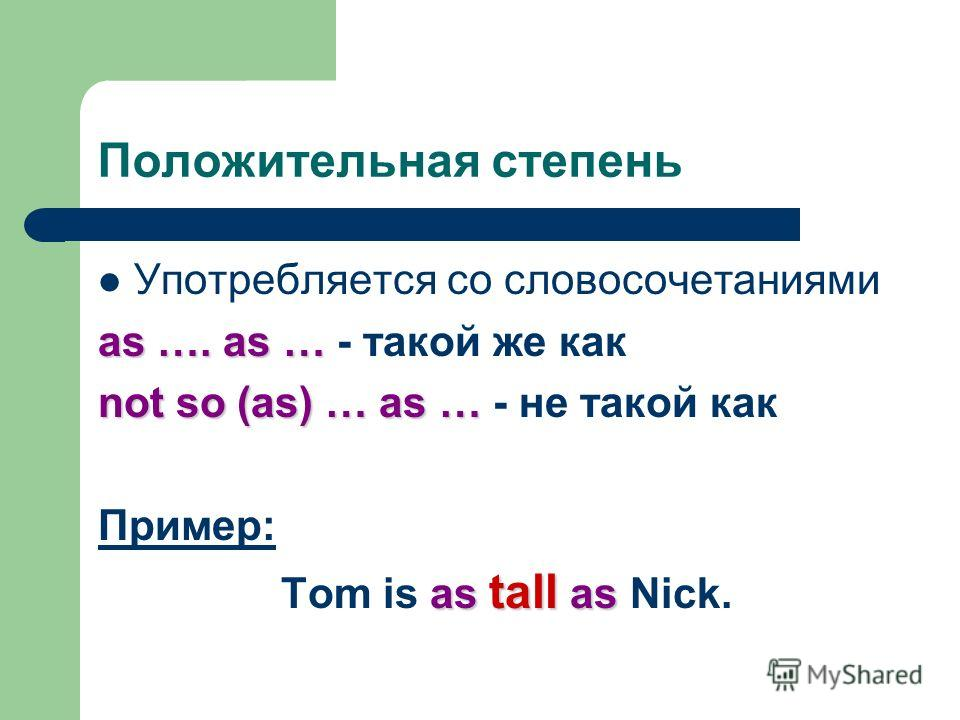 Положительная степень
Употребляется со словосочетаниями
as …. as … - такой же как
not so (as) … as … - не такой как
Пример:
Tom is as tall as Nick.
MyShared